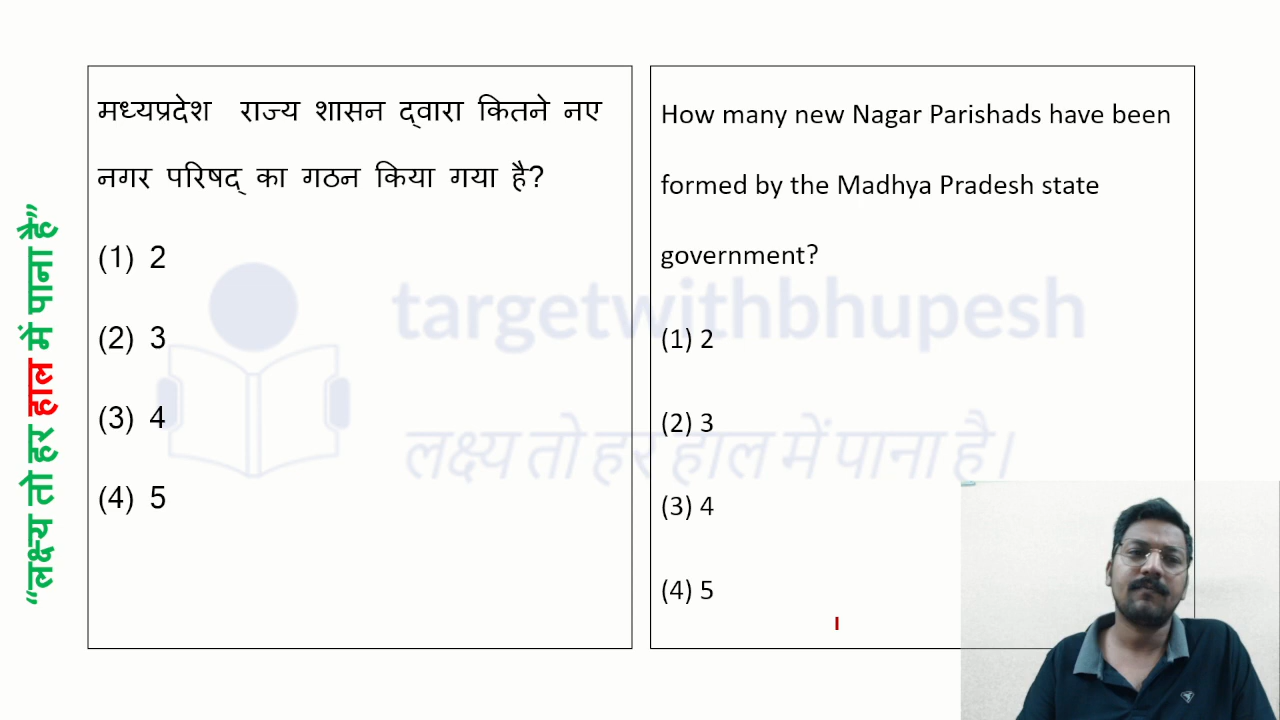 “लक्ष्य तो हर हाल में पाना है”
मध्यप्रदेश राज्य शासन द्वारा कितने नए
नगर परिषद् का गठन किया गया है?
(1) 2
(2) 3
(3) 4
(4) 5
How many new Nagar Parishads have been
formed by the Madhya Pradesh state
government?
(1) 2
(2) 3
(3) 4
(4) 5
targetwithbhupesh
लक्ष्य तो हर हाल में पाना है।